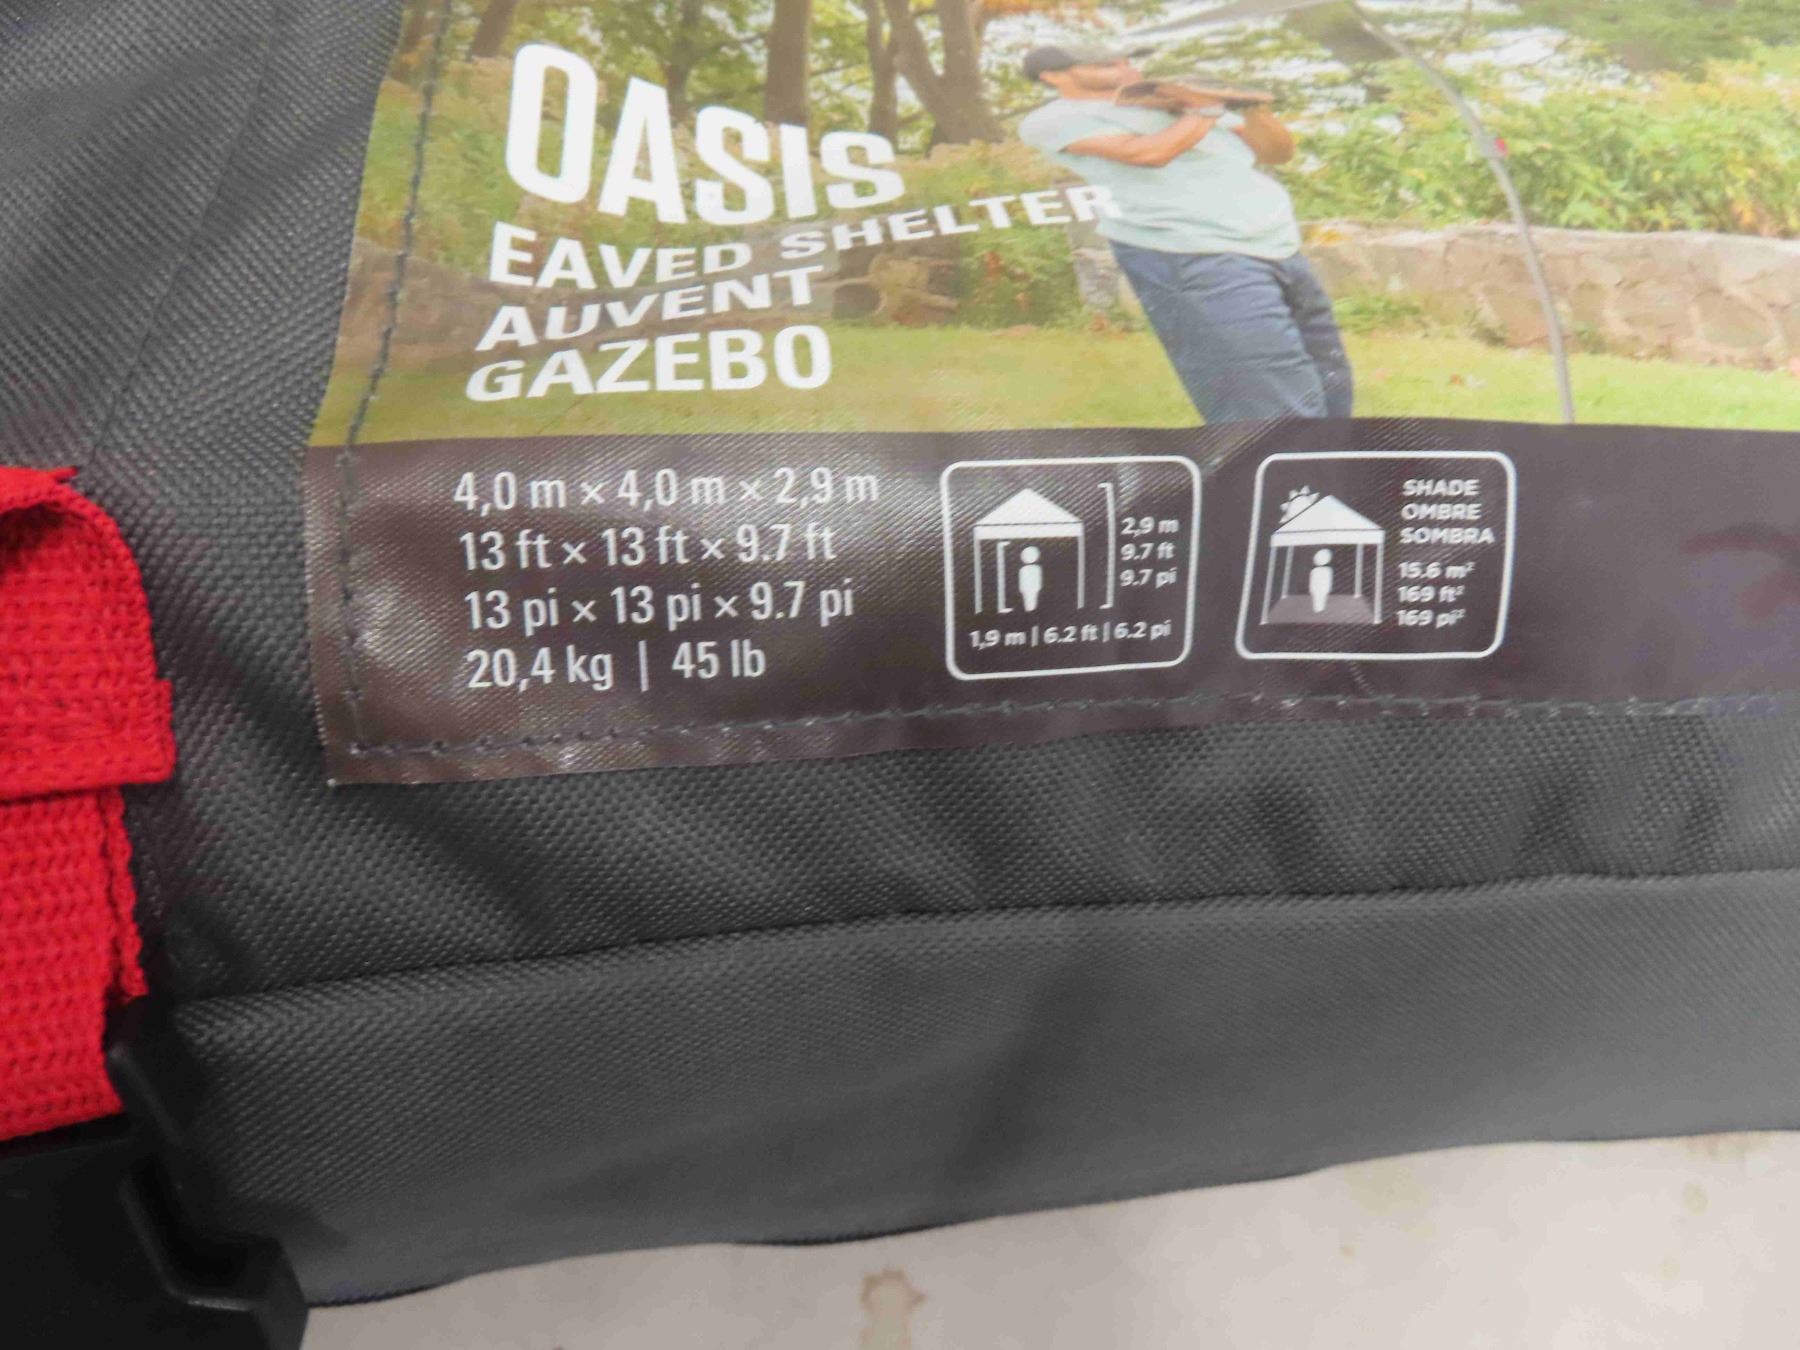 OASIS
EAVED SHELTER
AUVENT
GAZEBO
4,0 m x 4,0 m x 2,9 m
13 ft x 13 ft x 9.7 ft
13 pi x 13 pi x 9.7 pi
20,4 kg | 45 lb
2,9 m
9.7 ft
9.7 pi
1,9 m | 6.2 ft | 6.2 pi
SHADE
OMBRE
SOMBRA
15.6 m²
169 ft²
169 pi²